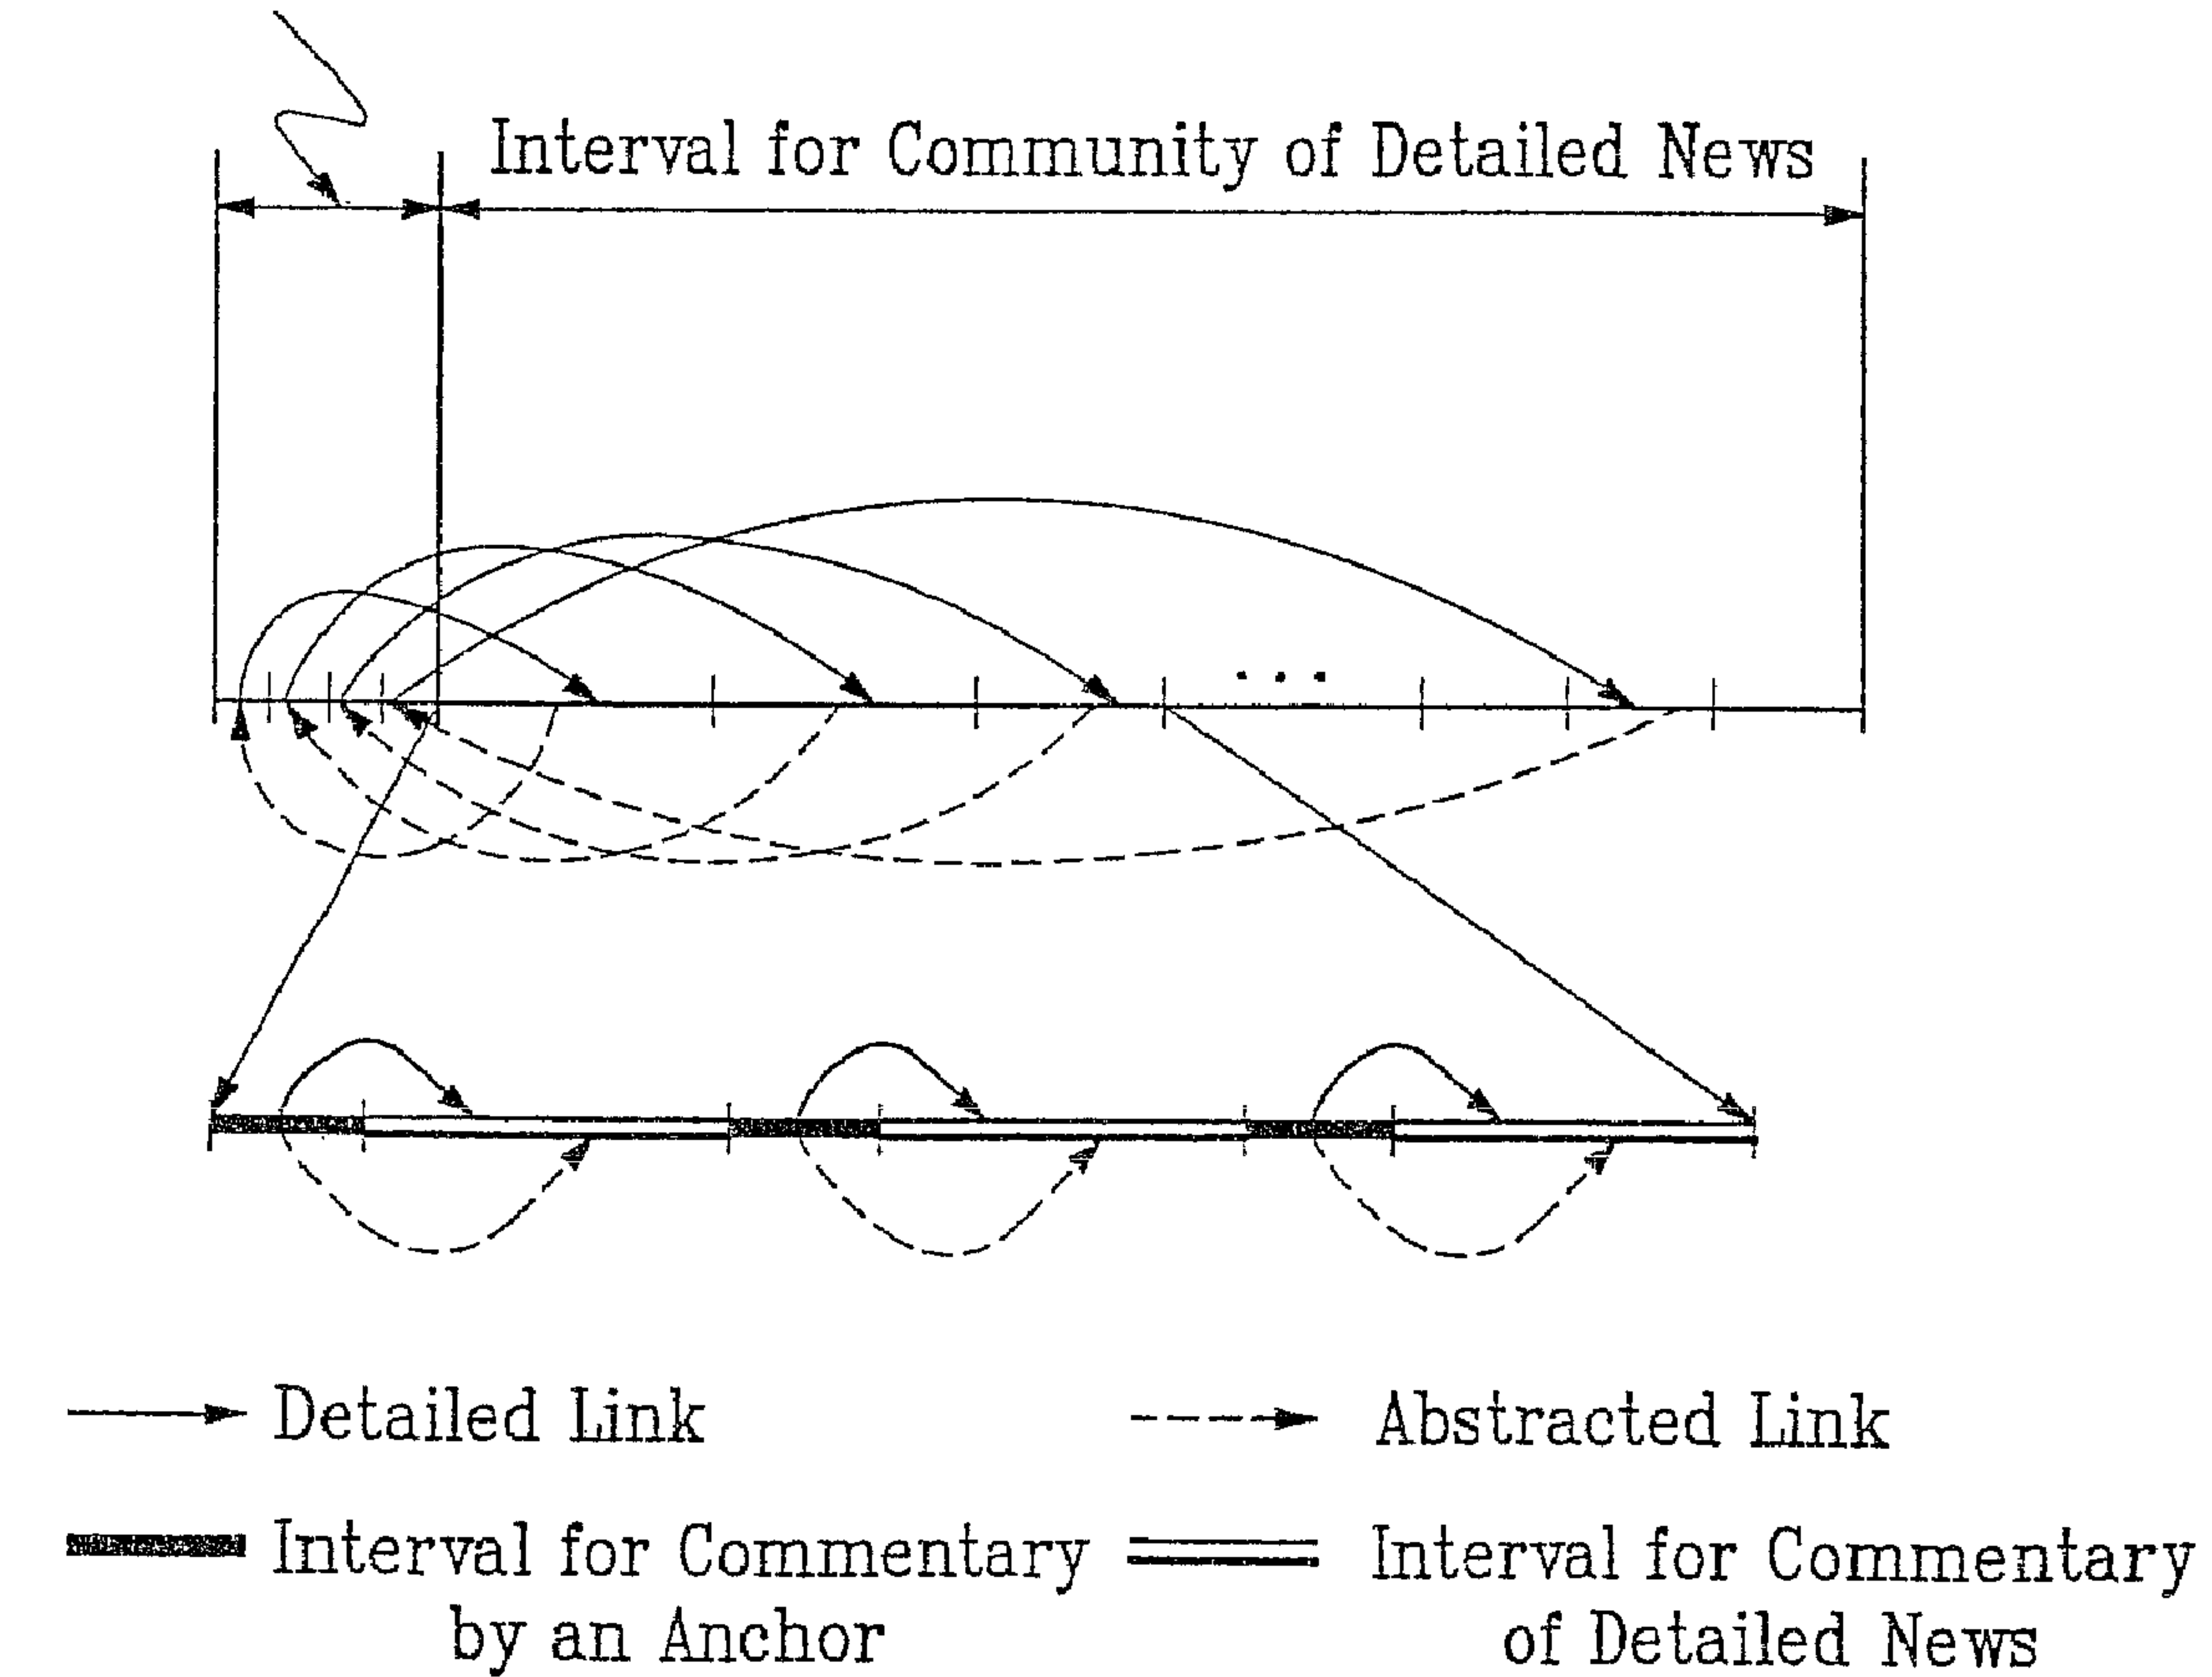 Interval for Community of Detailed News
. . .
Detailed Link
Abstracted Link
Interval for Commentary
by an Anchor
Interval for Commentary
of Detailed News